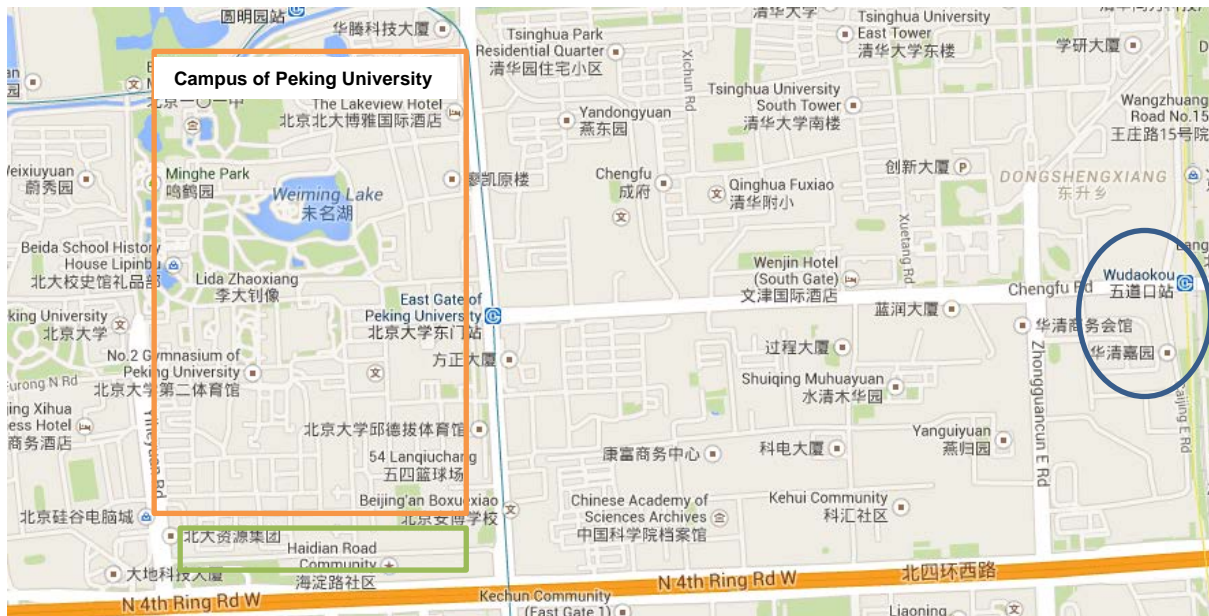 圆明园站
华腾科技大厦
Campus of Peking University
北京一〇一中
The Lakeview Hotel
北京北大博雅国际酒店
Minghe Park
鸣鹤园
Weiming Lake
未名湖
廖凯原楼
蔚秀园
Beida School History
House Lipinbu
北大校史馆礼品部
Lida Zhaoxiang
李大钊像
East Gate of
Peking University
北京大学东门站
北京大学
方正大厦
No.2 Gymnasium of
Peking University
北京大学第二体育馆
商务酒店
Yiheyuan Rd
北京大学邱德拔体育馆
54 Lanqiuchang
五四篮球场
Beijing'an Boxuexiao
北京安博学校
北京硅谷电脑城
北大资源集团
Haidian Road
Community
海淀路社区
大地科技大厦
N 4th Ring Rd W
Kechun Community
(East Gate 1)
Tsinghua Park
Residential Quarter
清华园住宅小区
Xichun Rd
清华大学
Tsinghua University
East Tower
清华大学东楼
学研大厦
Tsinghua University
South Tower
清华大学南楼
Wangzhuang
Road No.15
王庄路15号院
Yandongyuan
燕东园
Chengfu
成府
Qinghua Fuxiao
清华附小
创新大厦
DONGSHENGXIANG
东升乡
Xuetang Rd
Wenjin Hotel
(South Gate)
文津国际酒店
Chengfu Rd
Wudaokou
五道口站
蓝润大厦
华清商务会馆
过程大厦
华清嘉园
Shuiqing Muhuayuan
水清木华园
Zhongguancun E Rd
Yanguiyuan
燕归园
康富商务中心
科电大厦
Chinese Academy of
Sciences Archives
中国科学院档案馆
Kehui Community
科汇社区
N 4th Ring Rd W
北四环西路
Liaoning